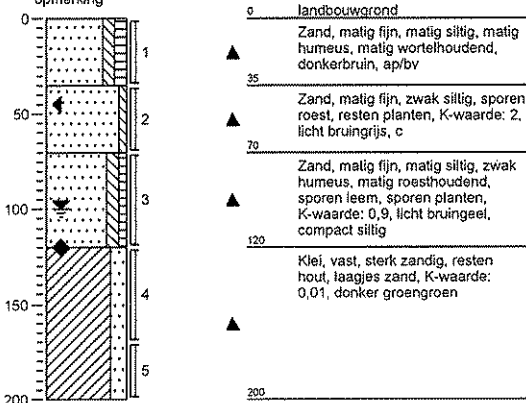 opmerking
0
50
100
150
200
1
2
3
4
5
0 landbouwgrond
Zand, matig fijn, matig siltig, matig
humeus, matig wortelhoudend,
donkerbruin, ap/bv
35
Zand, matig fijn, zwak siltig, sporen
roest, resten planten, K-waarde: 2,
licht bruingrijs, c
70
Zand, matig fijn, matig siltig, zwak
humeus, matig roesthoudend,
sporen leem, sporen planten,
K-waarde: 0,9, licht bruingeel,
compact siltig
120
Klei, vast, sterk zandig, resten
hout, laagjes zand, K-waarde:
0,01, donker groengroen
200